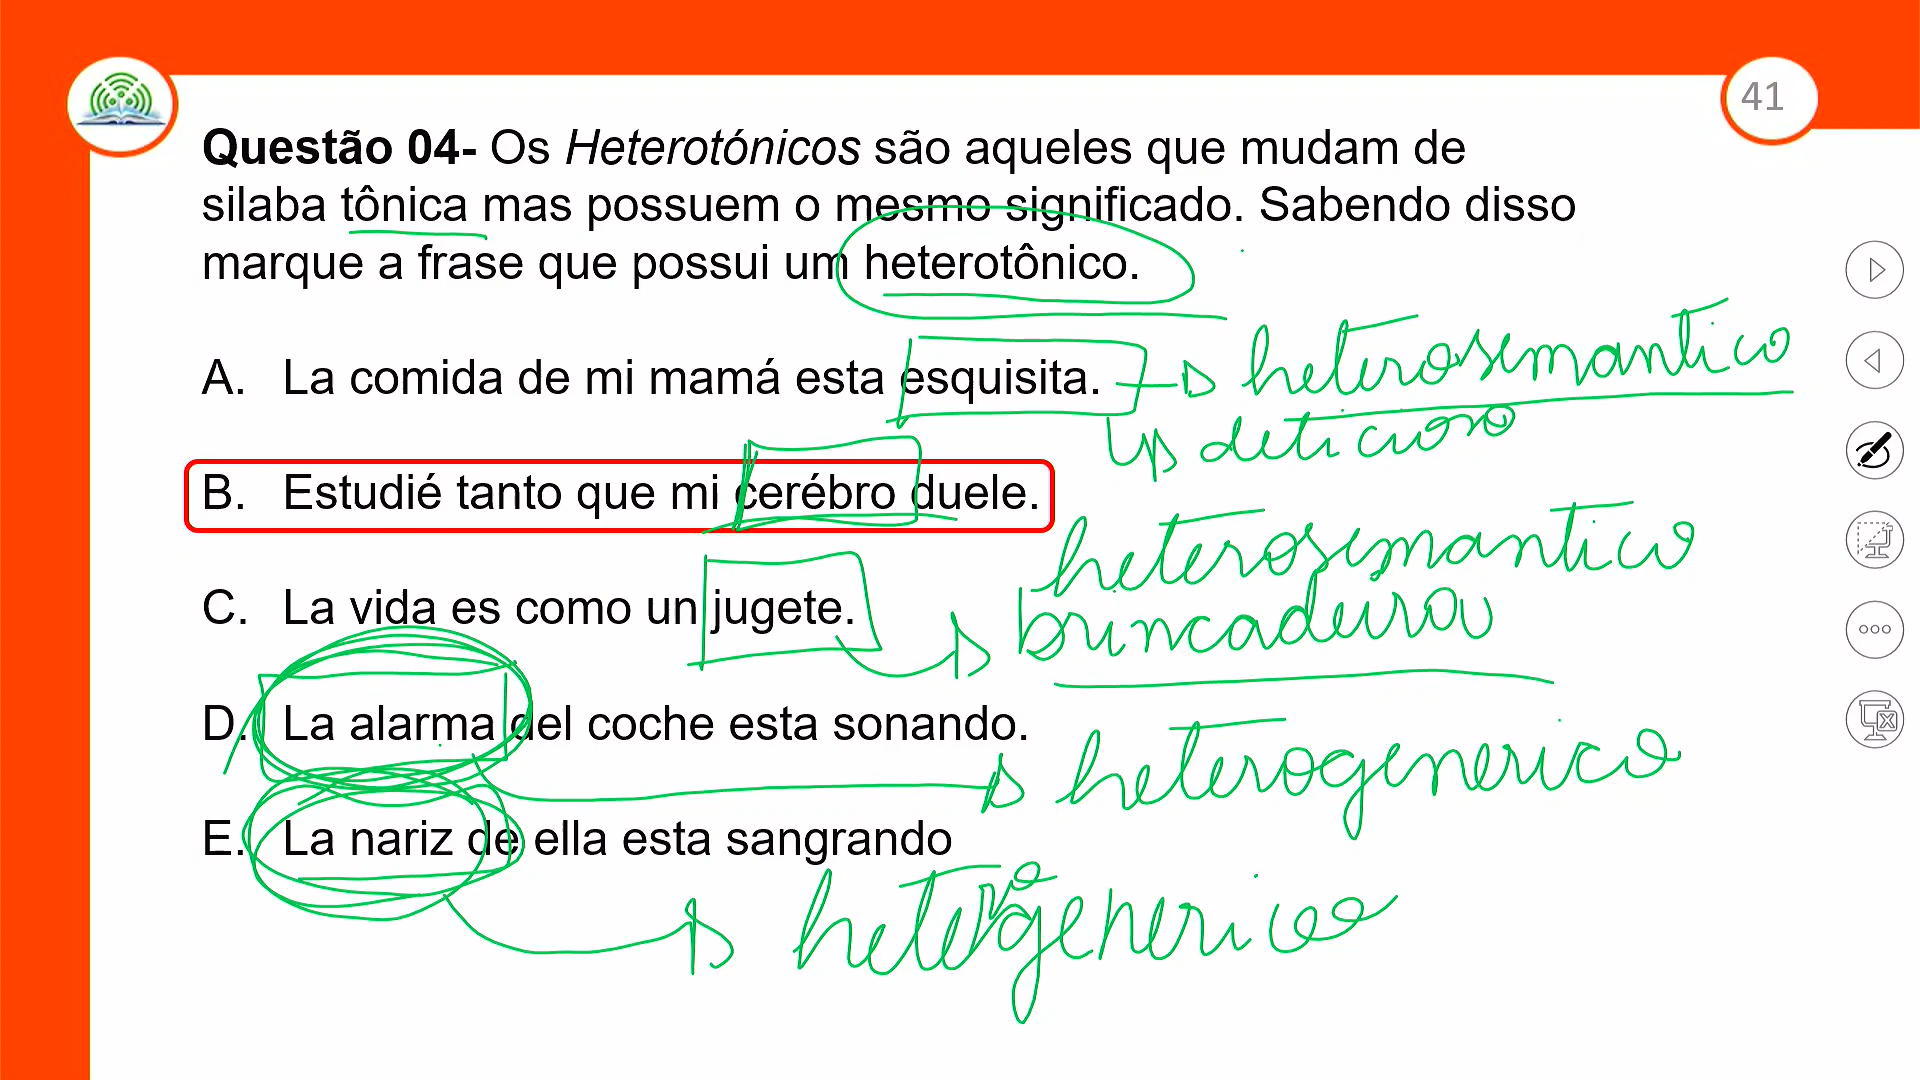 41
Questão 04- Os Heterotónicos são aqueles que mudam de
silaba tônica mas possuem o mesmo significado. Sabendo disso
marque a frase que possui um heterotônico.
A. La comida de mi mamá esta esquisita. heterosemantico
deticioso
B. Estudié tanto que mi cerébro duele.
heterosemantico
C. La vida es como un jugete. brincadeira
D. La alarma del coche esta sonando. heterogenerico
E. La nariz de ella esta sangrando
heterogenerico